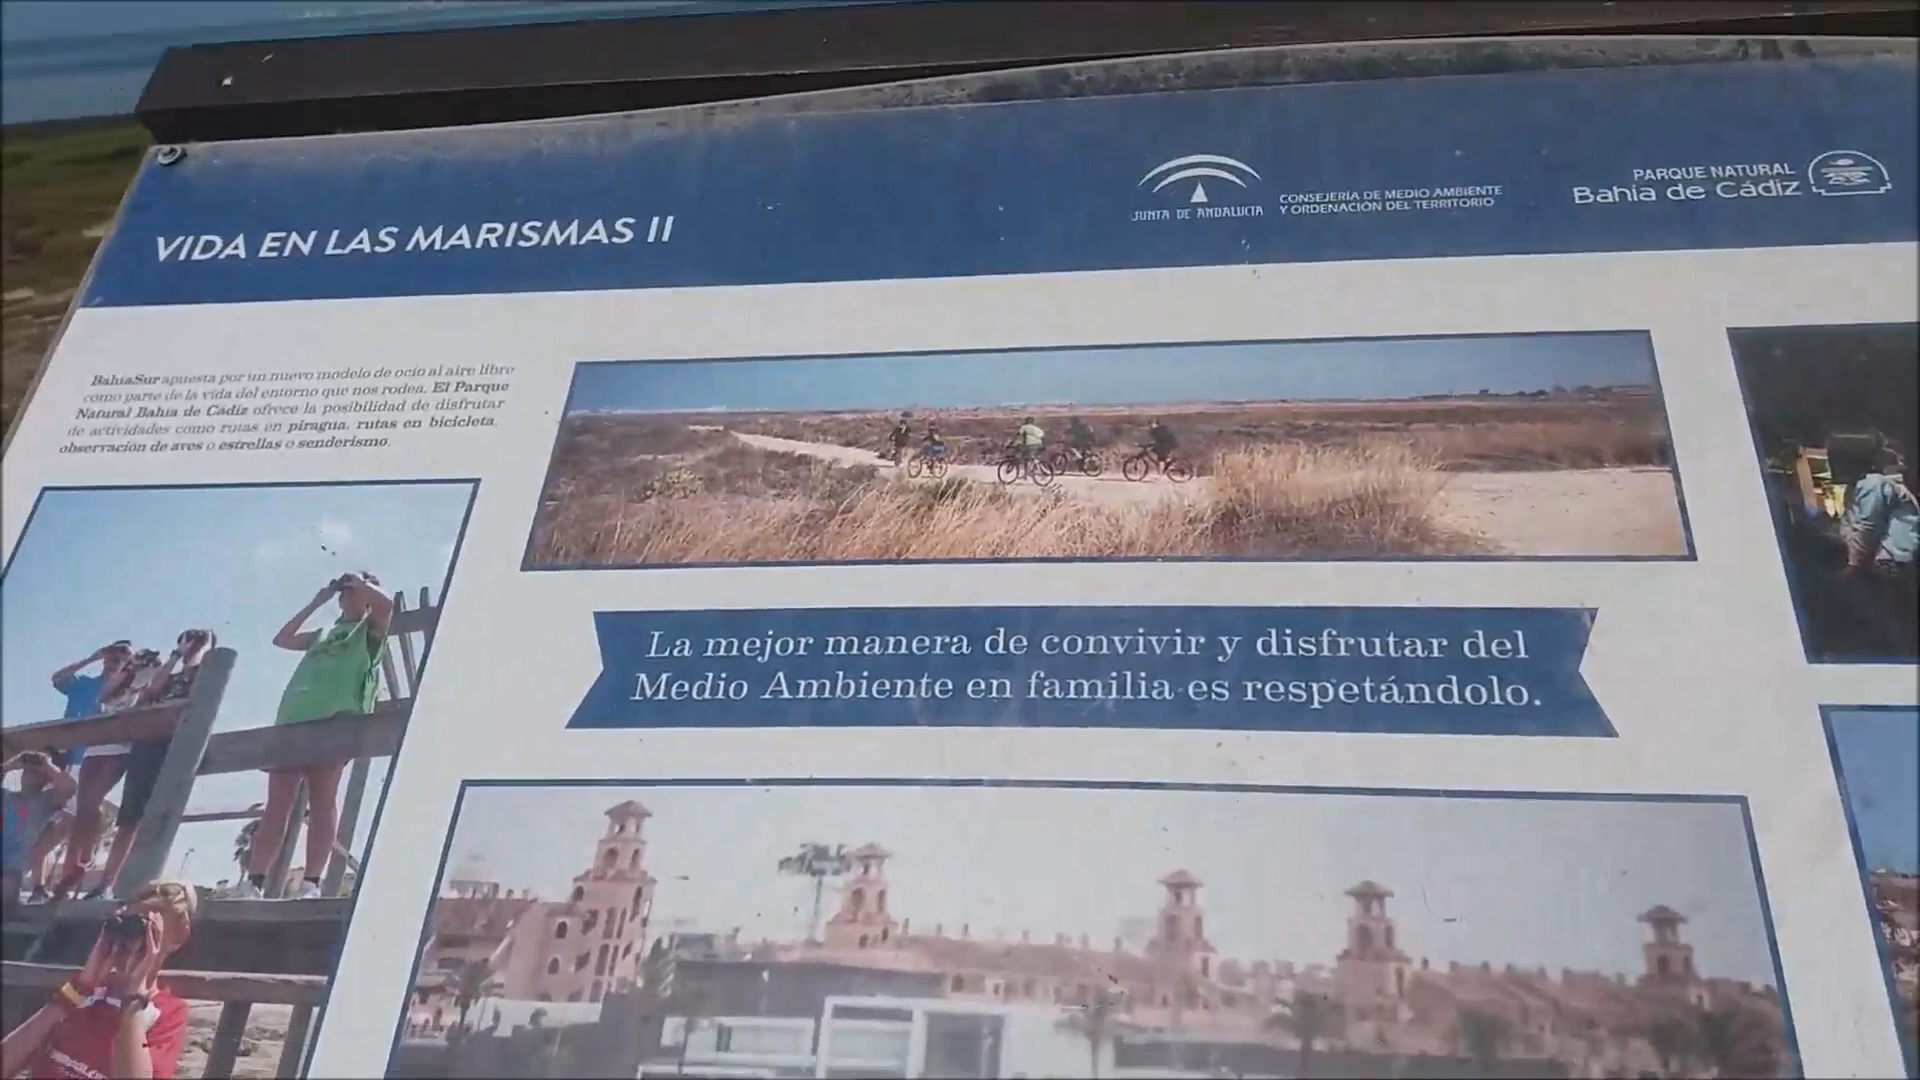 VIDA EN LAS MARISMAS II
JUNTA DE ANDALUCIA
CONSEJERÍA DE MEDIO AMBIENTE
Y ORDENACIÓN DEL TERRITORIO
PARQUE NATURAL
Bahía de Cádiz
BahíaSur apuesta por un nuevo modelo de ocio al aire libre
como parte de la vida del entorno que nos rodea. El Parque
Natural Bahía de Cádiz ofrece la posibilidad de disfrutar
de actividades como rutas en piragua, rutas en bicicleta,
observación de aves o estrellas o senderismo.
La mejor manera de convivir y disfrutar del
Medio Ambiente en familia es respetándolo.